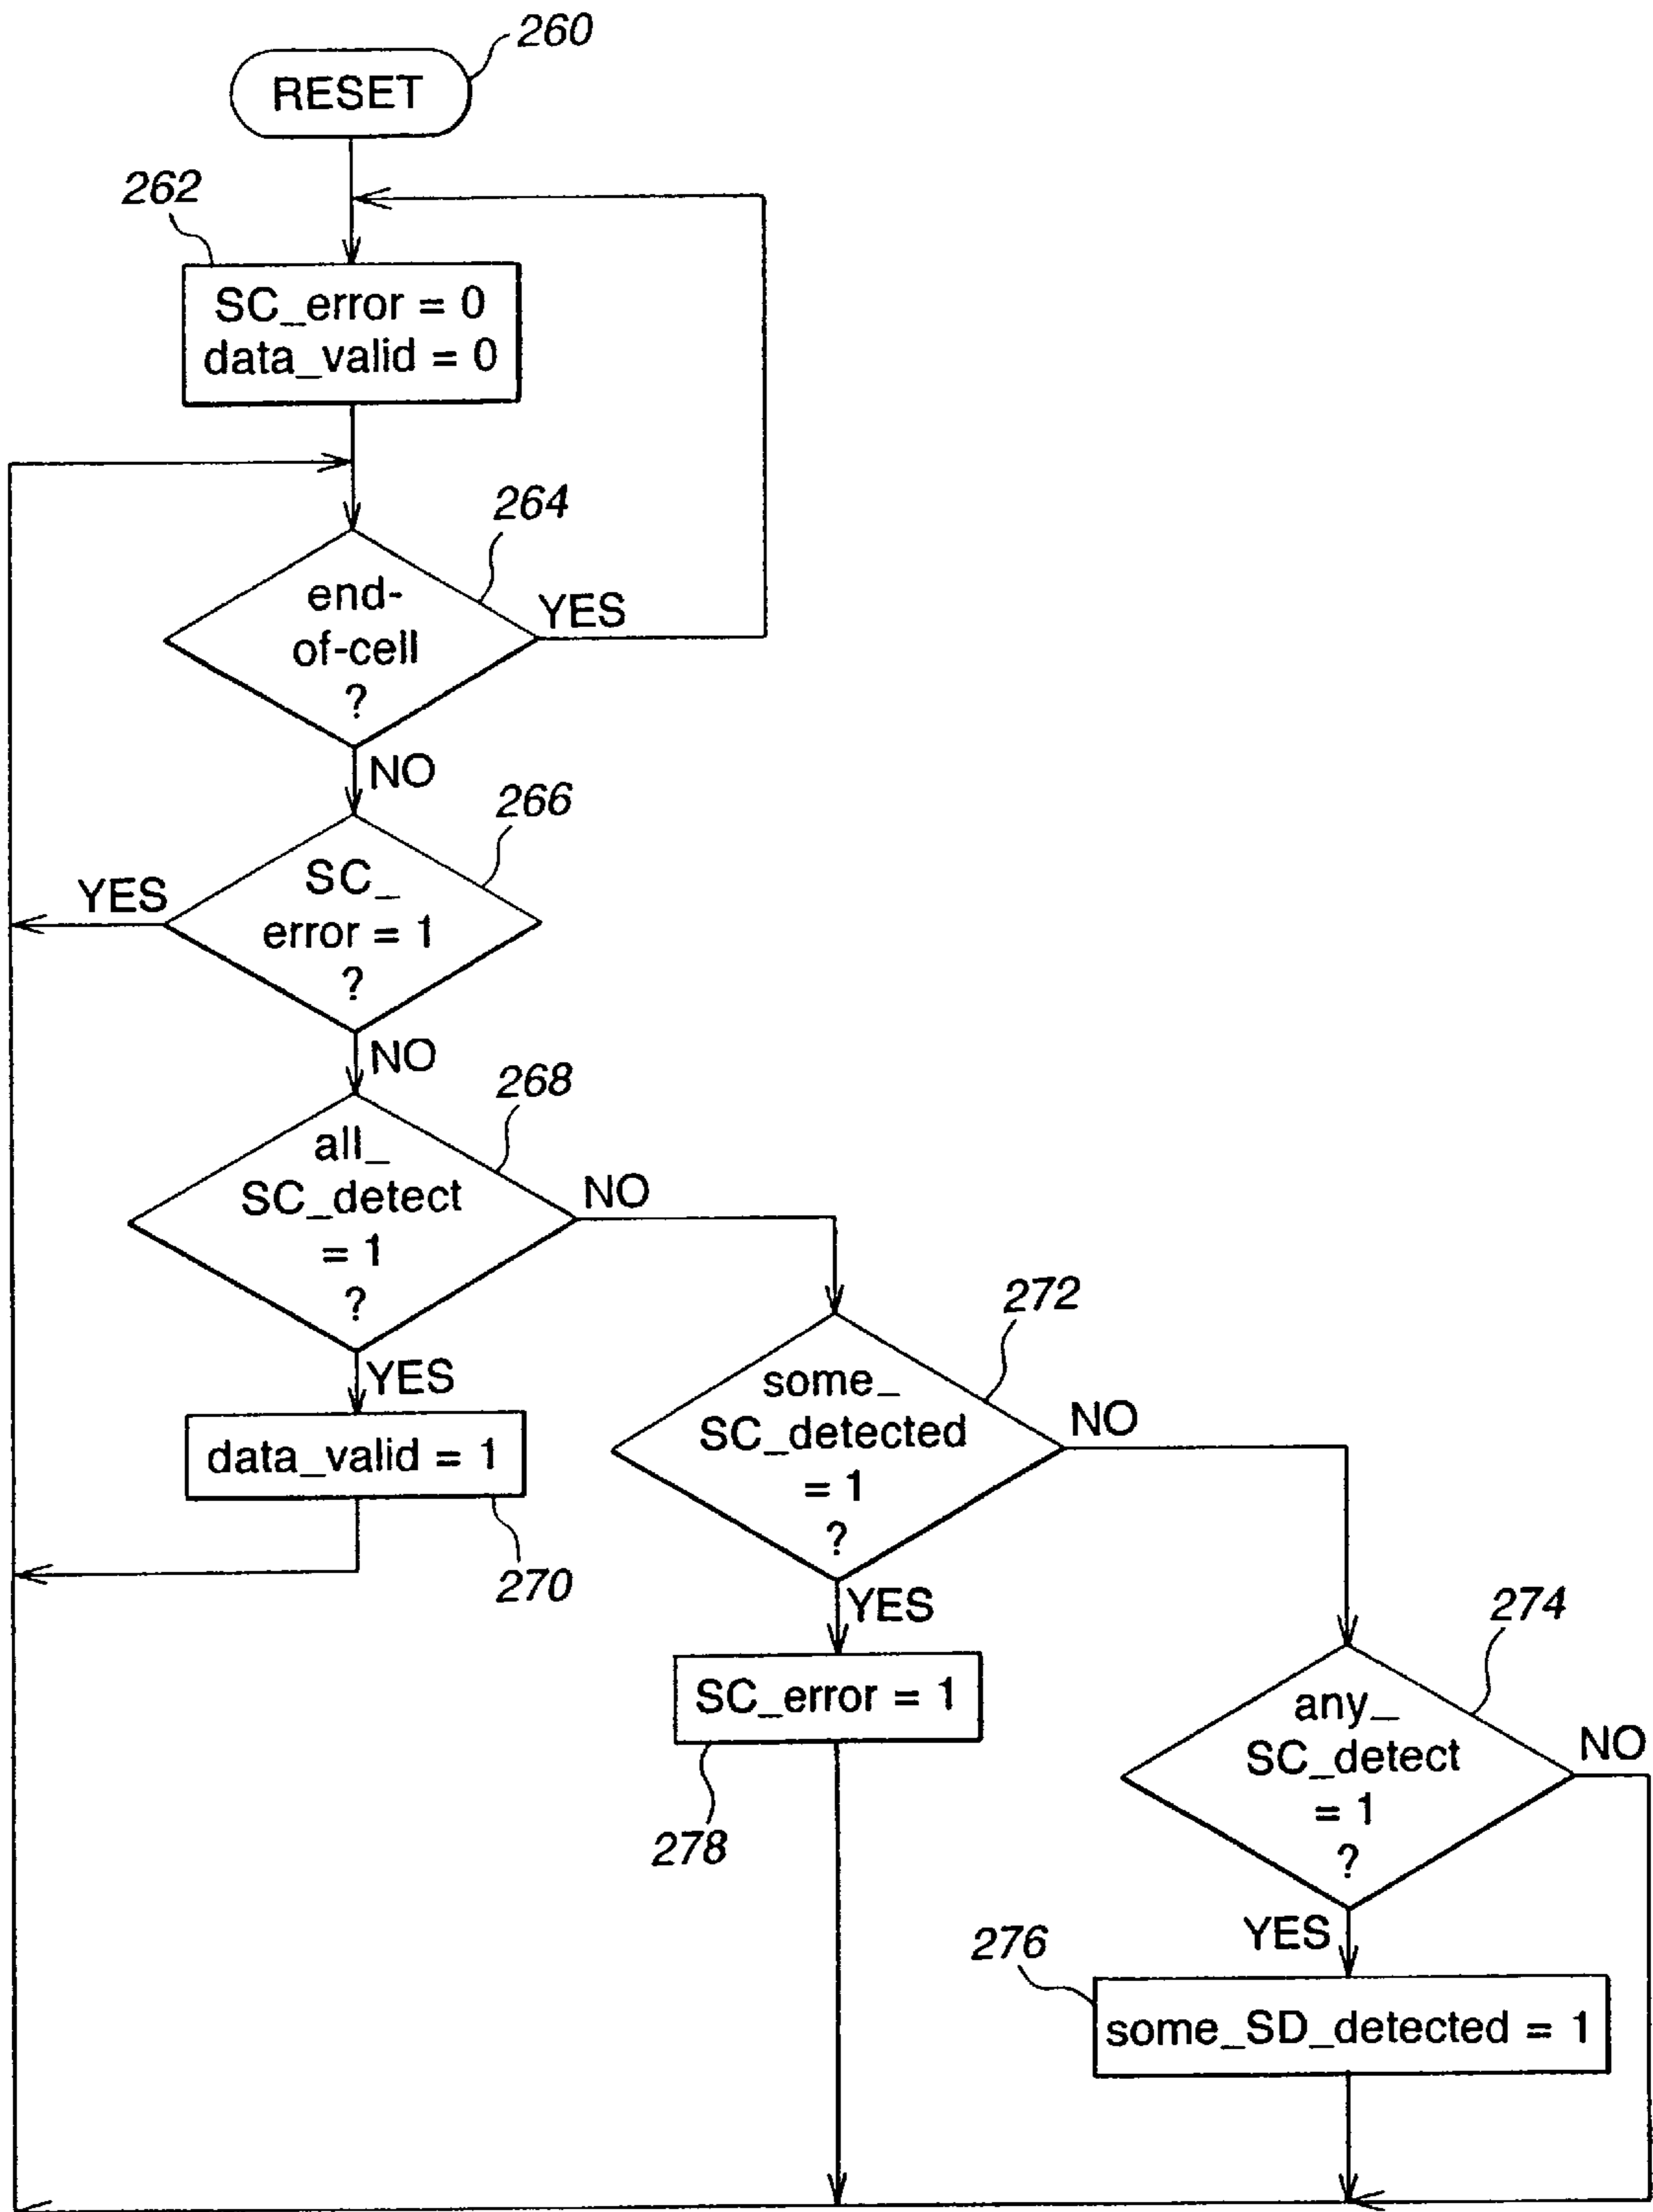 260
RESET
262
SC_error = 0
data_valid = 0
264
end-
of-cell
?
YES
NO
266
SC_
error = 1
?
YES
NO
268
all_
SC_detect
= 1
?
NO
YES
data_valid = 1
270
272
some_
SC_detected
= 1
?
NO
YES
SC_error = 1
278
274
any_
SC_detect
= 1
?
NO
YES
276
some_SD_detected = 1